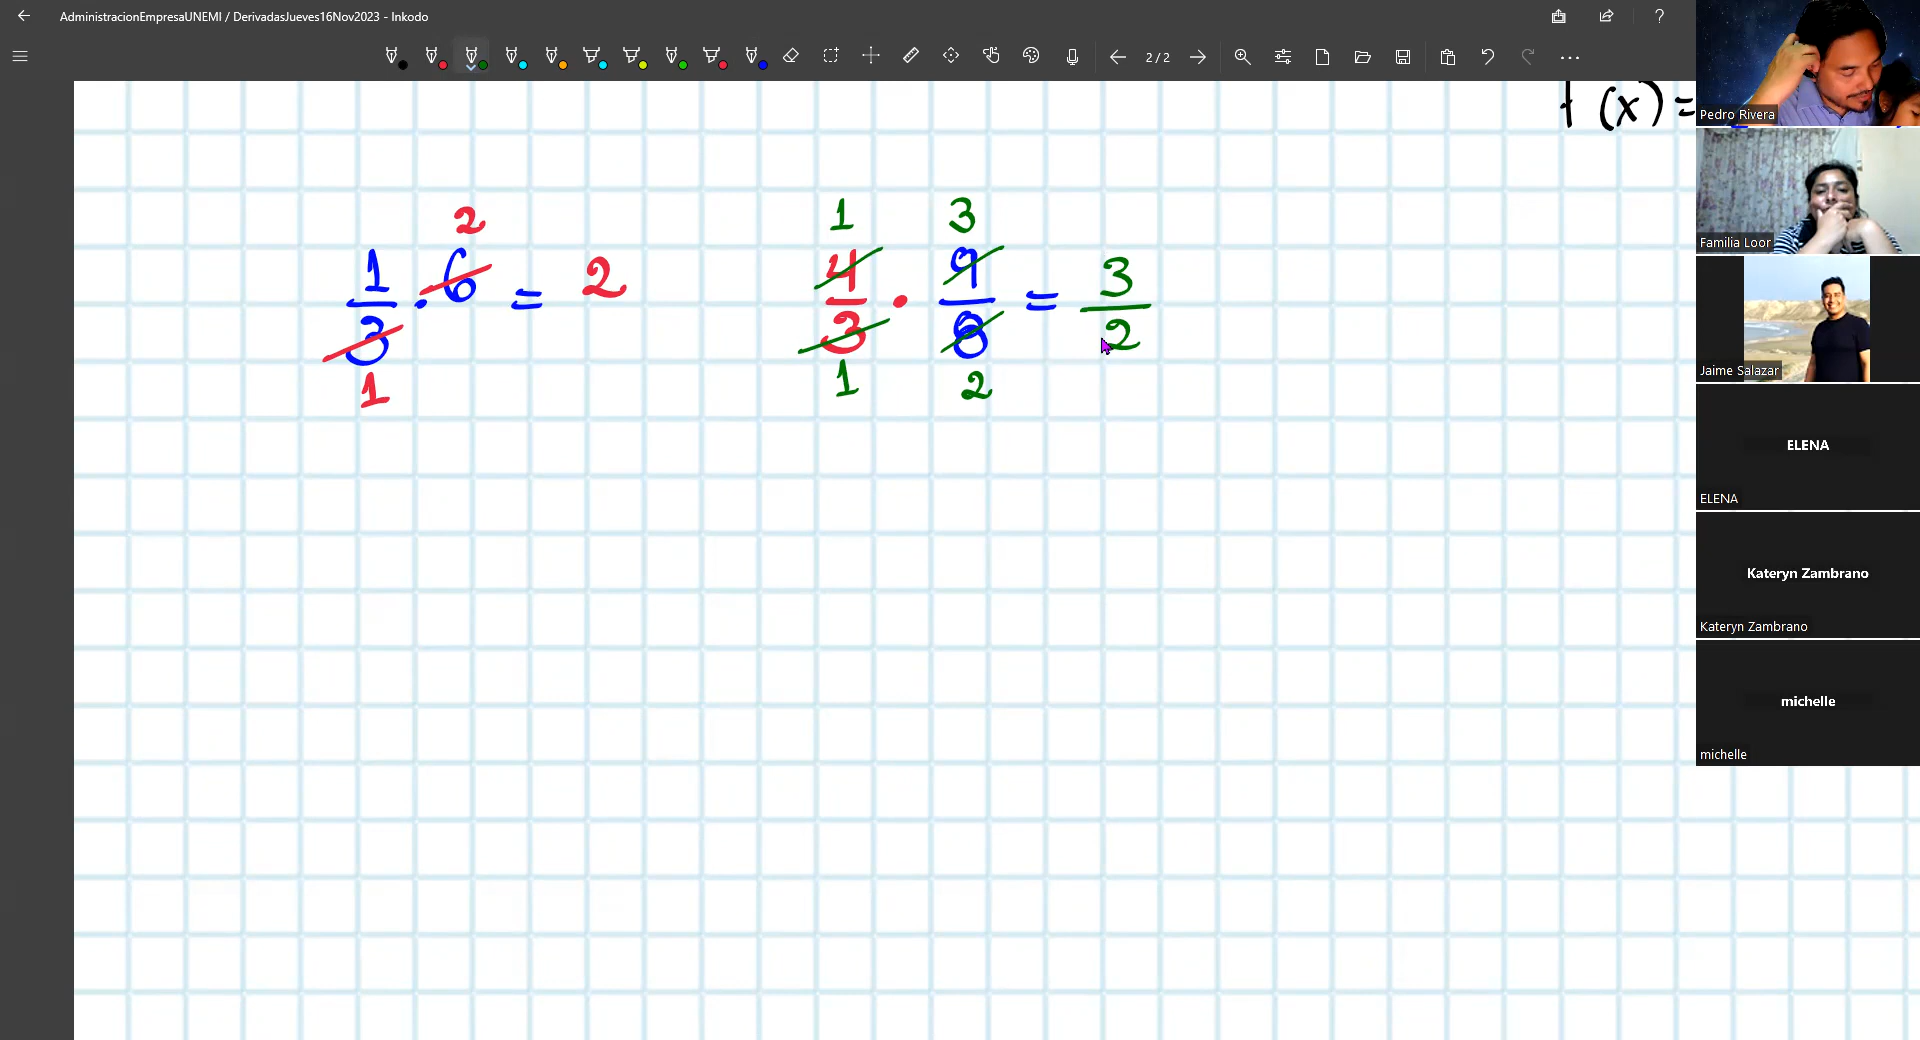 AdministracionEmpresaUNEMI / DerivadasJueves16Nov2023 - Inkodo
2/2
?
f(x) =
2
1/3 · 6 = 2
1
1 3
4/3 · 9/8 = 3/2
1 2
Pedro Rivera
Familia Loor
Jaime Salazar
ELENA
ELENA
Kateryn Zambrano
Kateryn Zambrano
michelle
michelle